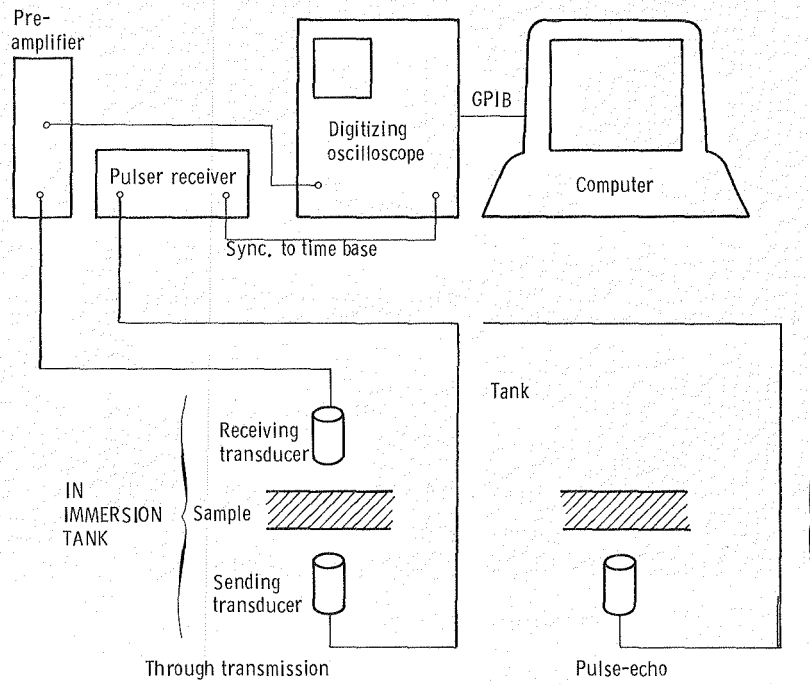 Pre-
amplifier
Pulser receiver
Digitizing
oscilloscope
GPIB
Computer
Sync. to time base
Tank
Receiving
transducer
IN
IMMERSION
TANK
Sample
Sending
transducer
Through transmission
Pulse-echo